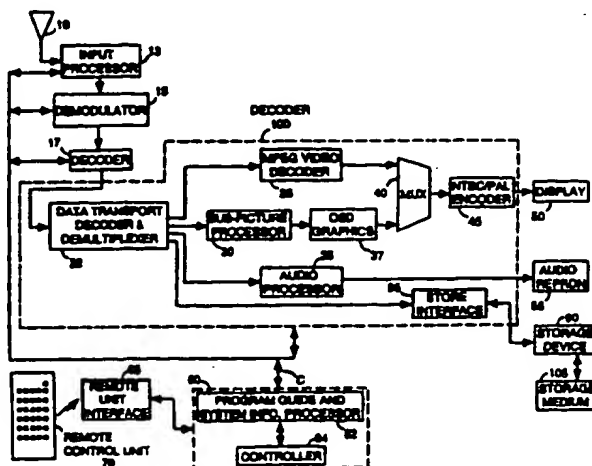 INPUT
PROCESSOR
13
DEMODULATOR
15
17
DECODER
DECODER
100
MPEG VIDEO
DECODER
25
40
MUX
NTSC/PAL
ENCODER
45
DISPLAY
50
DATA TRANSPORT
DECODER &
DEMULTIPLEXER
22
SUB-PICTURE
PROCESSOR
30
OSD
GRAPHICS
37
AUDIO
PROCESSOR
35
AUDIO
REPROD.
55
STORE
INTERFACE
95
90
STORAGE
DEVICE
105
STORAGE
MEDIUM
C
60
PROGRAM GUIDE AND
SYSTEM INFO. PROCESSOR
62
CONTROLLER
64
65
REMOTE
UNIT
INTERFACE
REMOTE
CONTROL UNIT
70